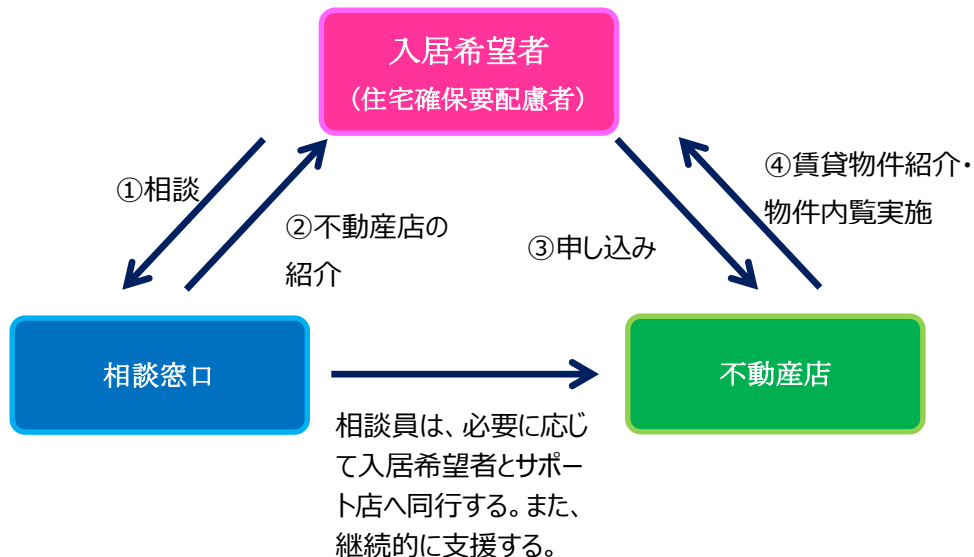 入居希望者
（住宅確保要配慮者）
①相談
②不動産店の
紹介
③申し込み
④賃貸物件紹介・
物件内覧実施
相談窓口
不動産店
相談員は、必要に応じ
て入居希望者とサポー
ト店へ同行する。また、
継続的に支援する。